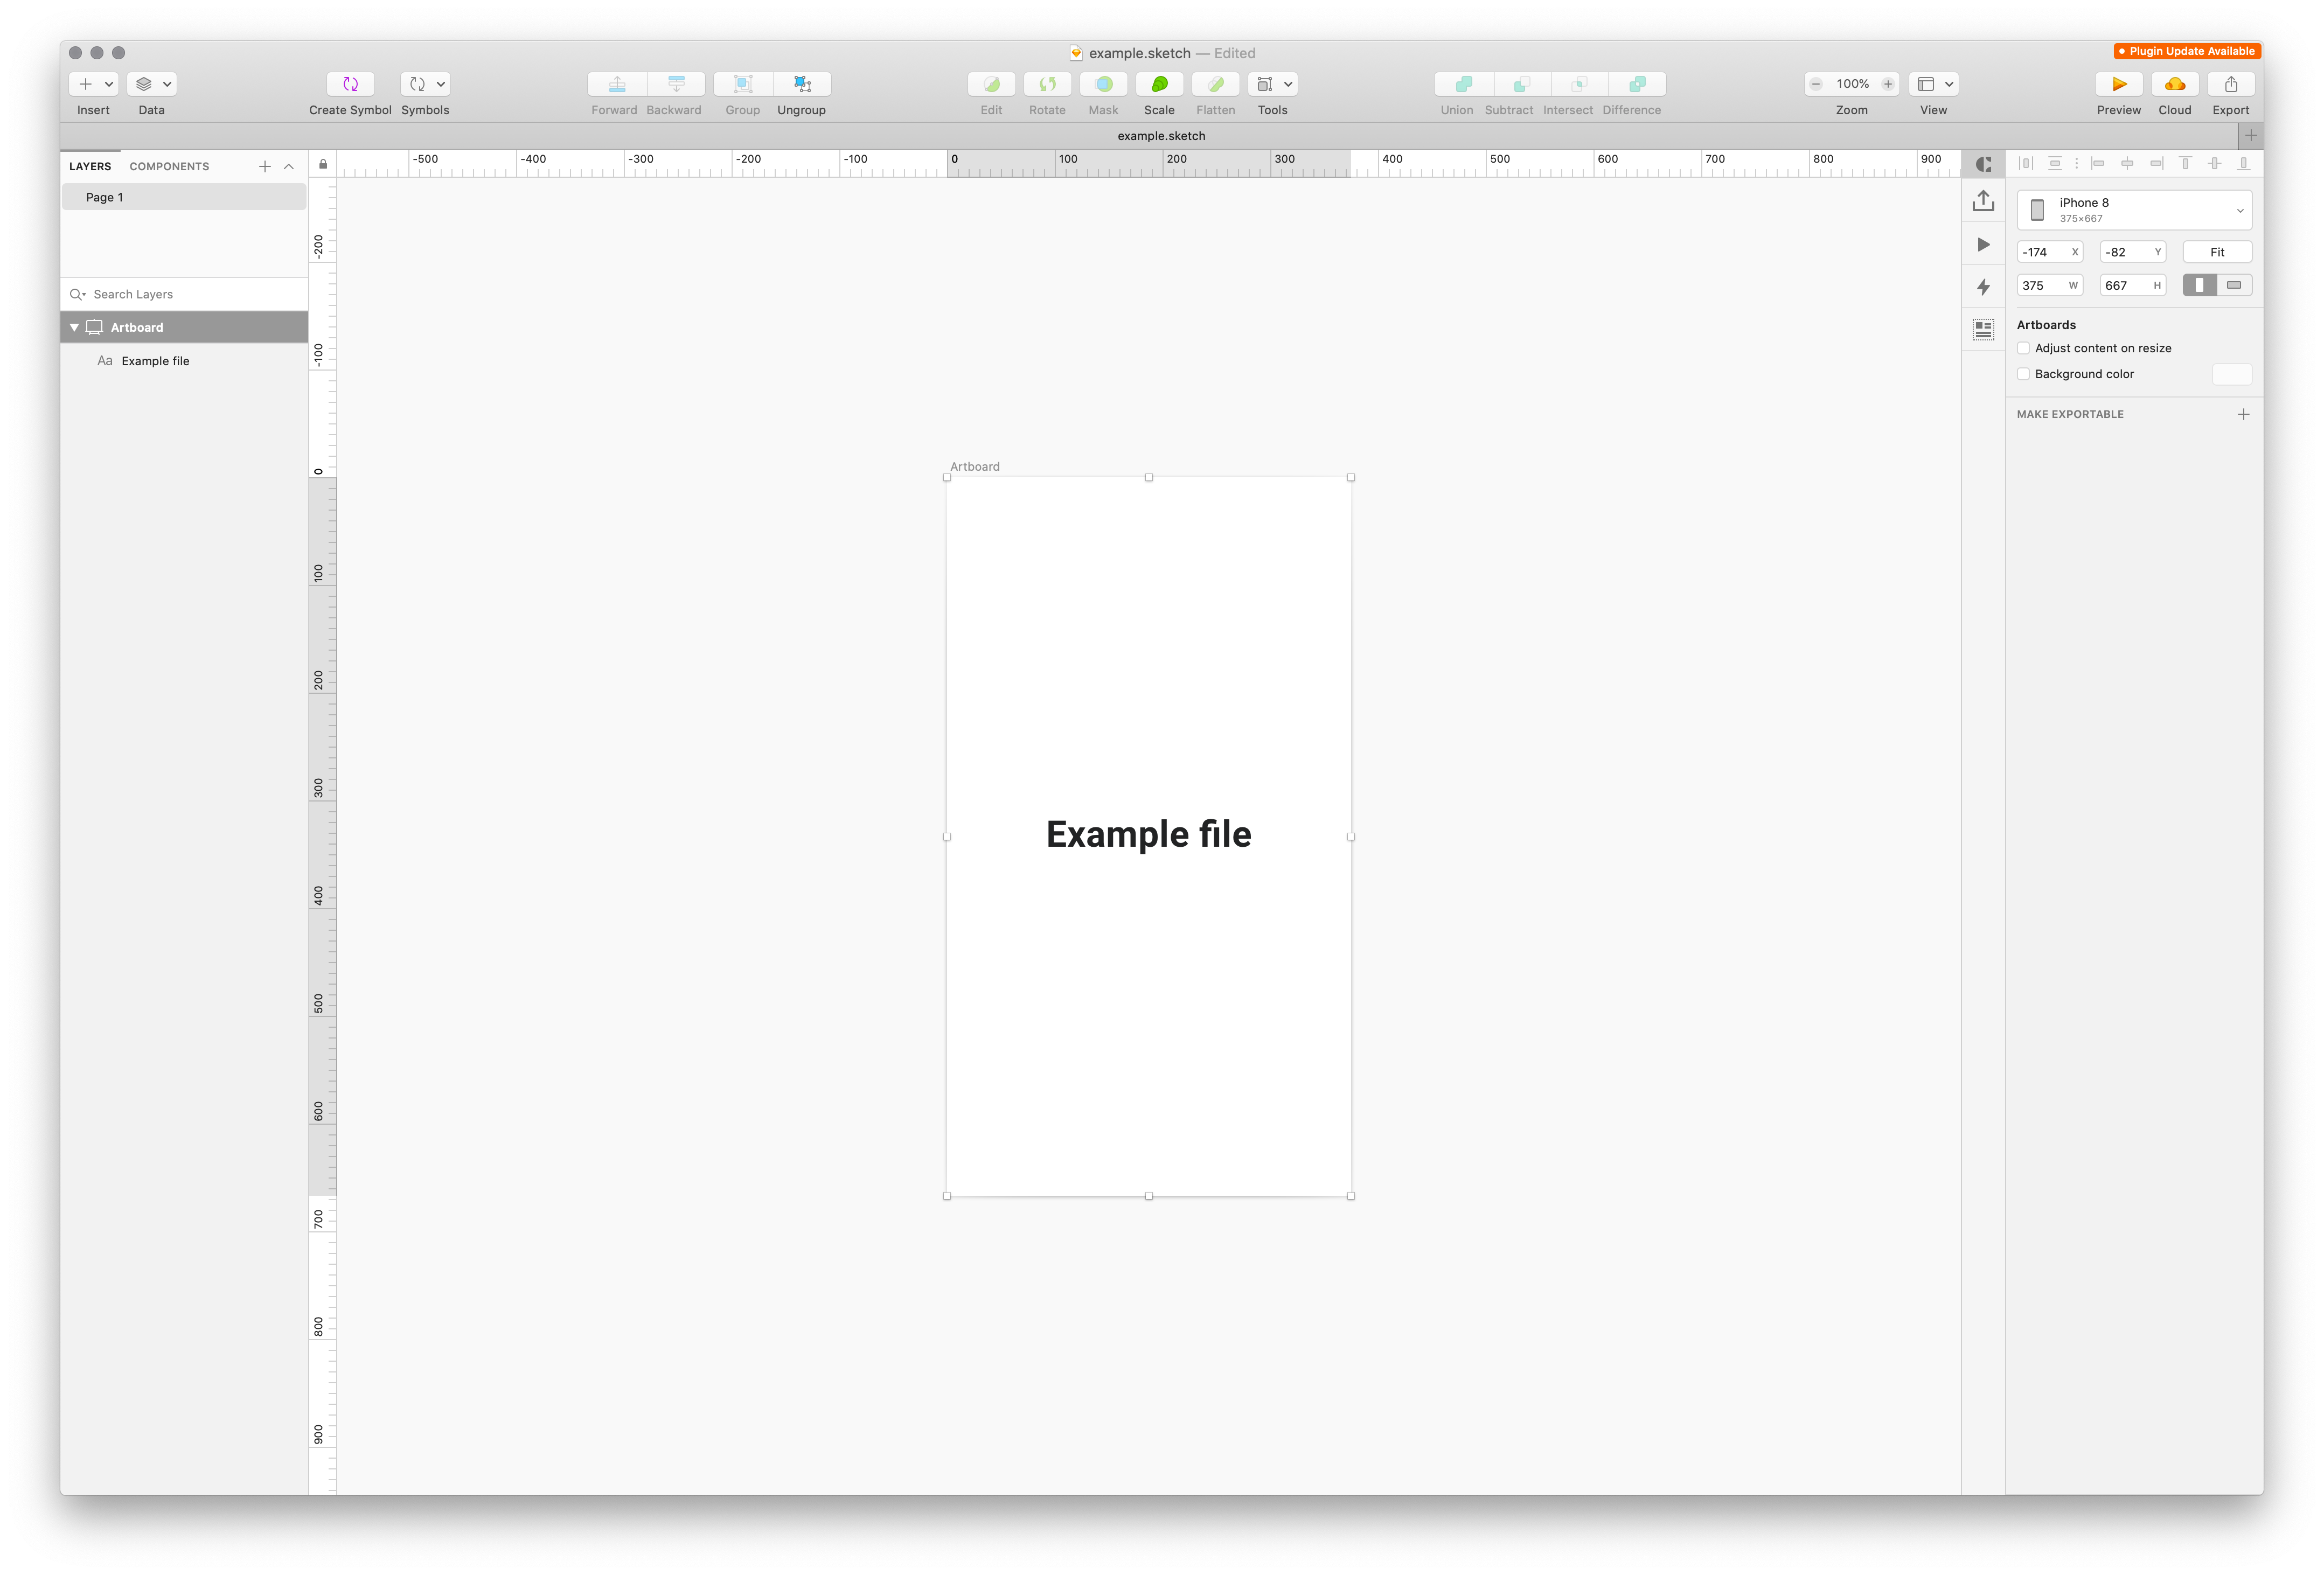 example.sketch — Edited
Plugin Update Available
100%
Insert Data Create Symbol Symbols Forward Backward Group Ungroup Edit Rotate Mask Scale Flatten Tools Union Subtract Intersect Difference Zoom View Preview Cloud Export
example.sketch
LAYERS COMPONENTS
Page 1
Search Layers
Artboard
Aa Example file
-500 -400 -300 -200 -100 0 100 200 300 400 500 600 700 800 900
-200
-100
0
100
200
300
400
500
600
700
800
900
Artboard
Example file
iPhone 8
375×667
-174 X -82 Y Fit
375 W 667 H
Artboards
Adjust content on resize
Background color
MAKE EXPORTABLE